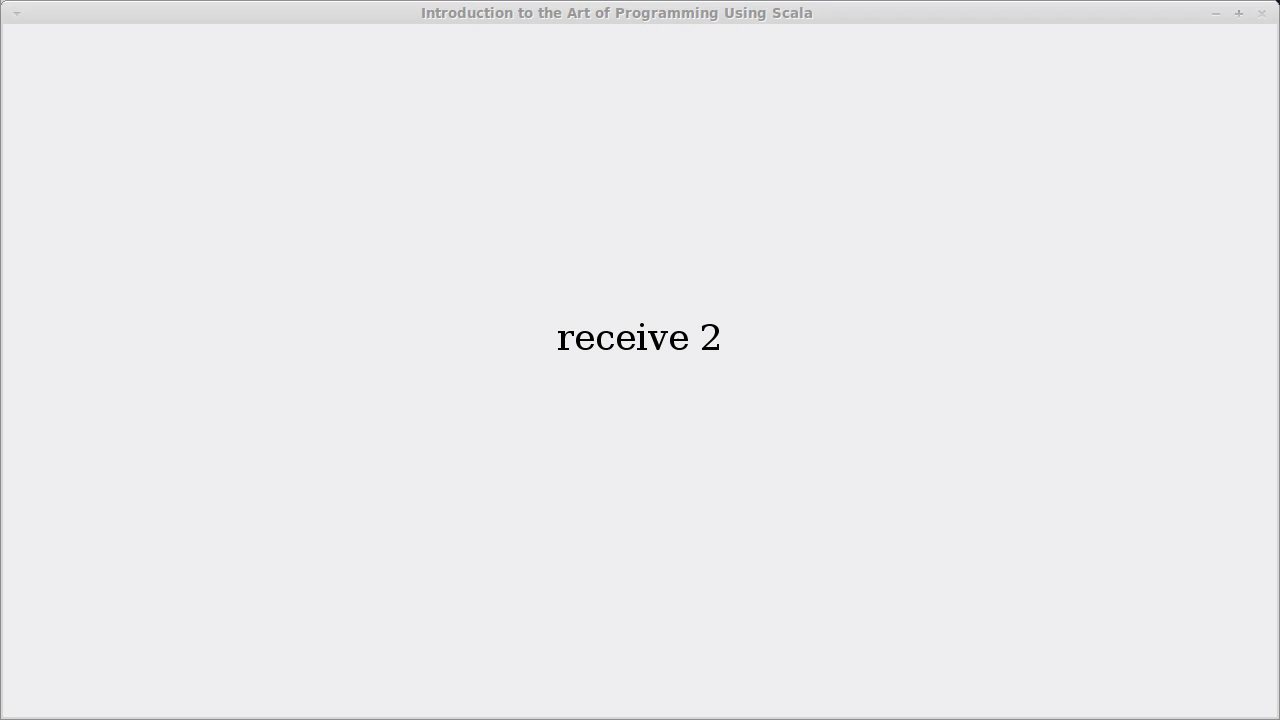 Introduction to the Art of Programming Using Scala
receive 2